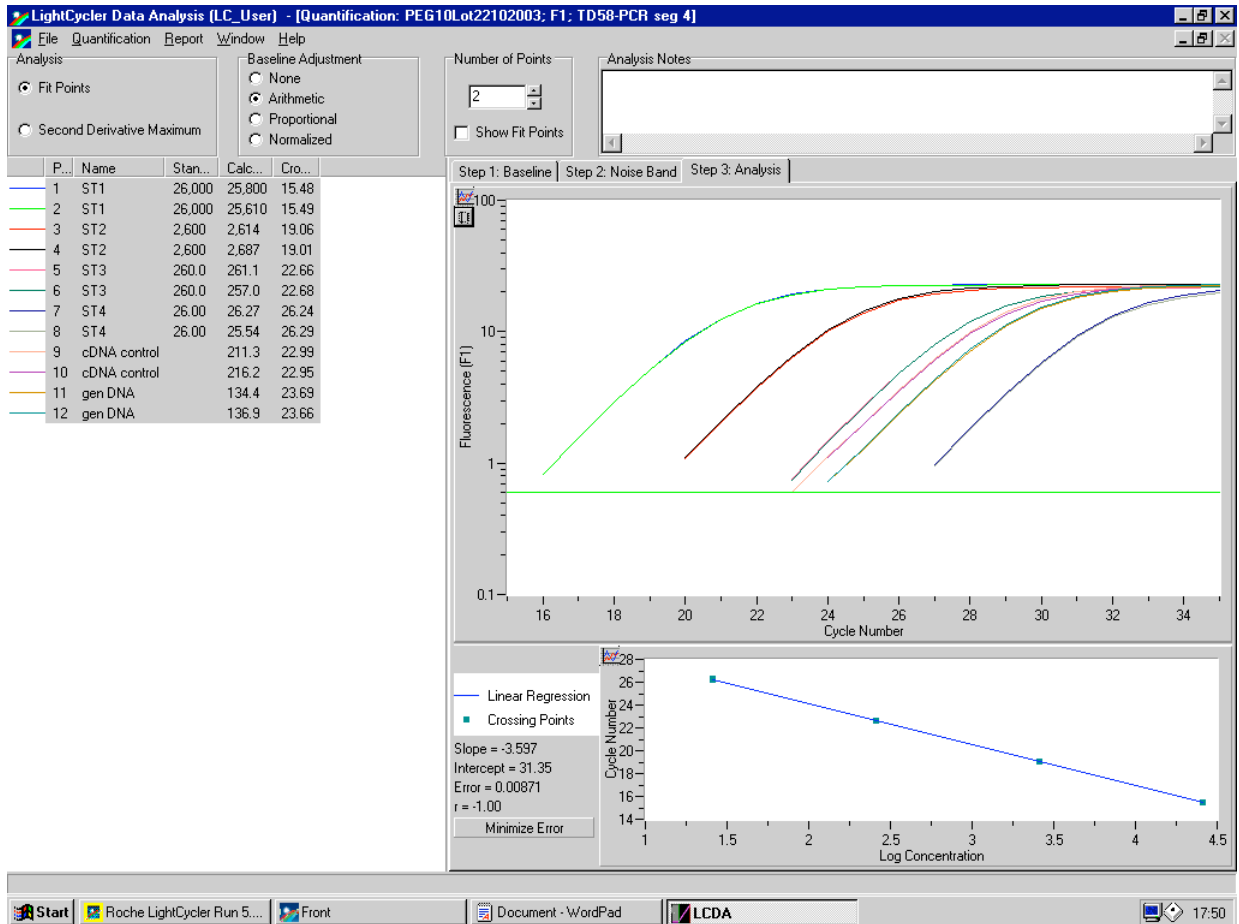 LightCycler Data Analysis (LC_User) - [Quantification: PEG10Lot22102003; F1; TD58-PCR seg 4]
File Quantification Report Window Help
Analysis
Fit Points
Second Derivative Maximum
Baseline Adjustment
None
Arithmetic
Proportional
Normalized
Number of Points
2
Show Fit Points
Analysis Notes
P... Name Stan... Calc... Cro...
1 ST1 26,000 25,800 15.48
2 ST1 26,000 25,610 15.49
3 ST2 2,600 2,614 19.06
4 ST2 2,600 2,687 19.01
5 ST3 260.0 261.1 22.66
6 ST3 260.0 257.0 22.68
7 ST4 26.00 26.27 26.24
8 ST4 26.00 25.54 26.29
9 cDNA control 211.3 22.99
10 cDNA control 216.2 22.95
11 gen DNA 134.4 23.69
12 gen DNA 136.9 23.66
Step 1: Baseline Step 2: Noise Band Step 3: Analysis
100
10
1
0.1
Fluorescence (F1)
16 18 20 22 24 26 28 30 32 34
Cycle Number
Linear Regression
Crossing Points
Slope = -3.597
Intercept = 31.35
Error = 0.00871
r = -1.00
Minimize Error
28
26
24
22
20
18
16
14
Cycle Number
1 1.5 2 2.5 3 3.5 4 4.5
Log Concentration
Start Roche LightCycler Run 5.... Front Document - WordPad LCDA 17:50